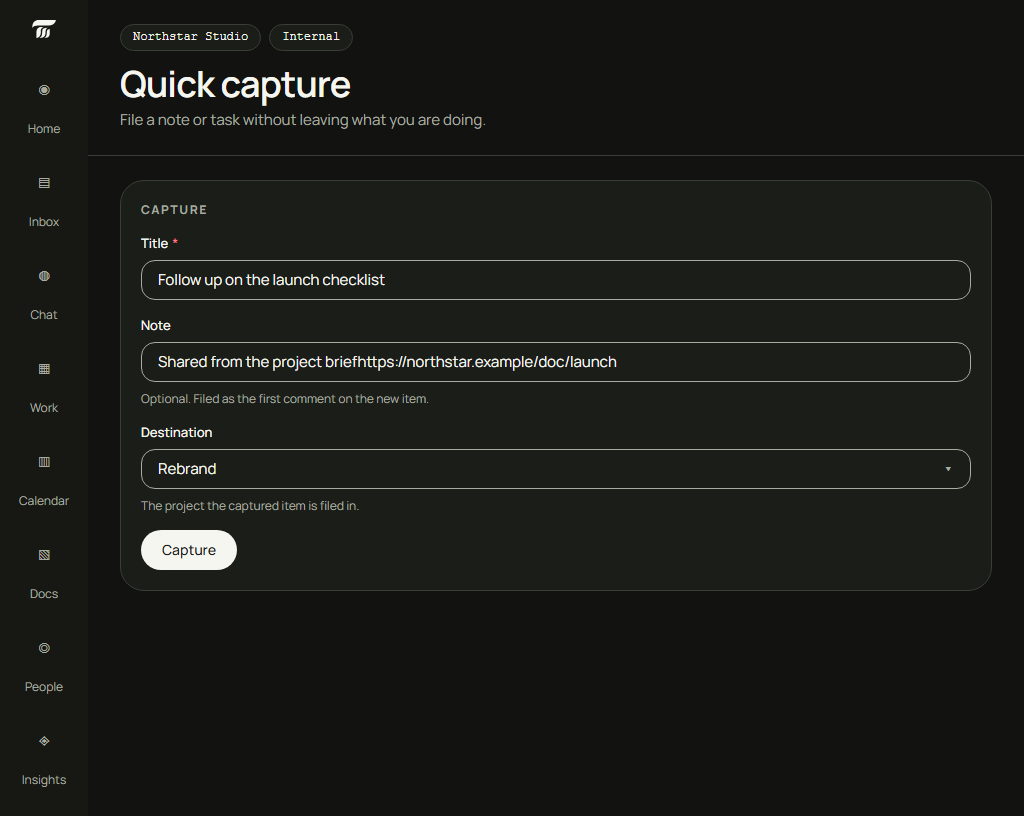 Northstar Studio
Internal
Quick capture
File a note or task without leaving what you are doing.
Home
Inbox
Chat
Work
Calendar
Docs
People
Insights
CAPTURE
Title *
Follow up on the launch checklist
Note
Shared from the project briefhttps://northstar.example/doc/launch
Optional. Filed as the first comment on the new item.
Destination
Rebrand
The project the captured item is filed in.
Capture